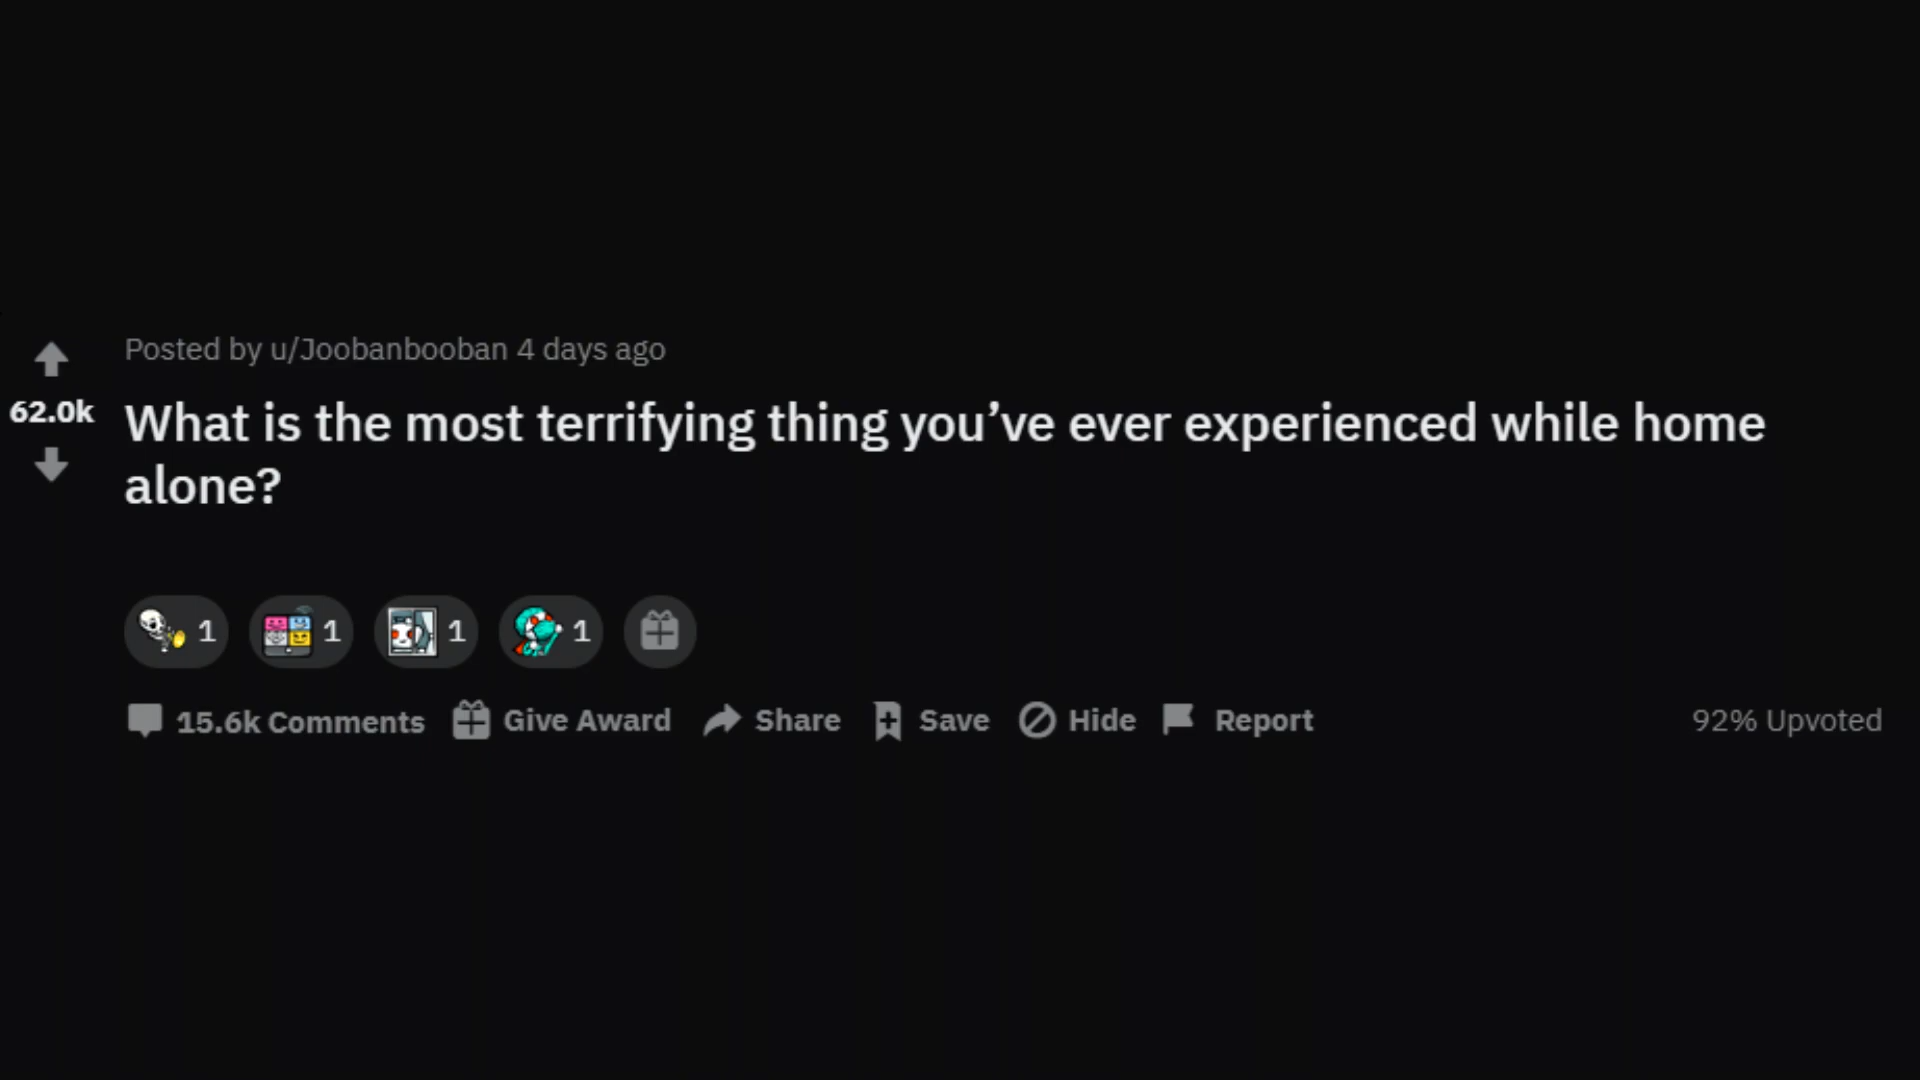 Posted by u/Joobanbooban 4 days ago
62.0k
What is the most terrifying thing you’ve ever experienced while home
alone?
1 1 1 1
15.6k Comments Give Award Share Save Hide Report 92% Upvoted